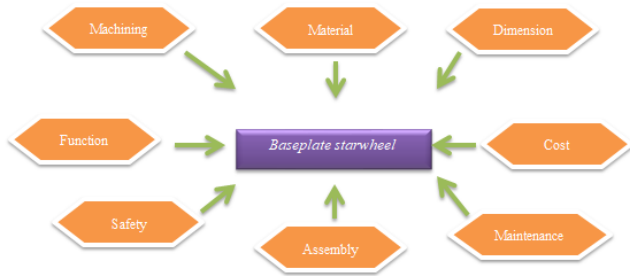 Machining
Material
Dimension
Function
Baseplate starwheel
Cost
Safety
Assembly
Maintenance